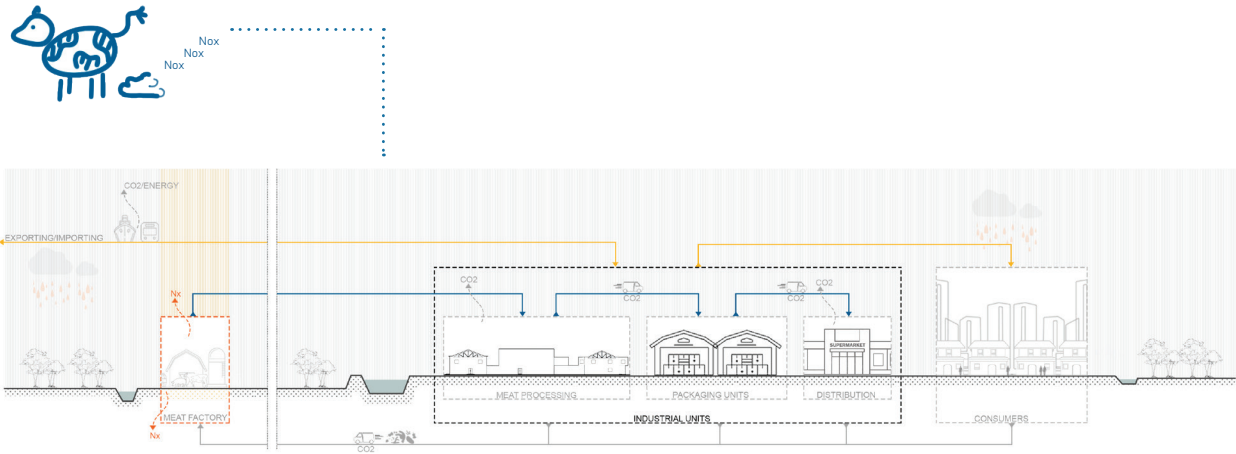 Nox
Nox
Nox
CO2/ENERGY
EXPORTING/IMPORTING
Nx
CO2
CO2
CO2
CO2
SUPERMARKET
MEAT FACTORY
MEAT PROCESSING
PACKAGING UNITS
DISTRIBUTION
INDUSTRIAL UNITS
CONSUMERS
Nx
CO2